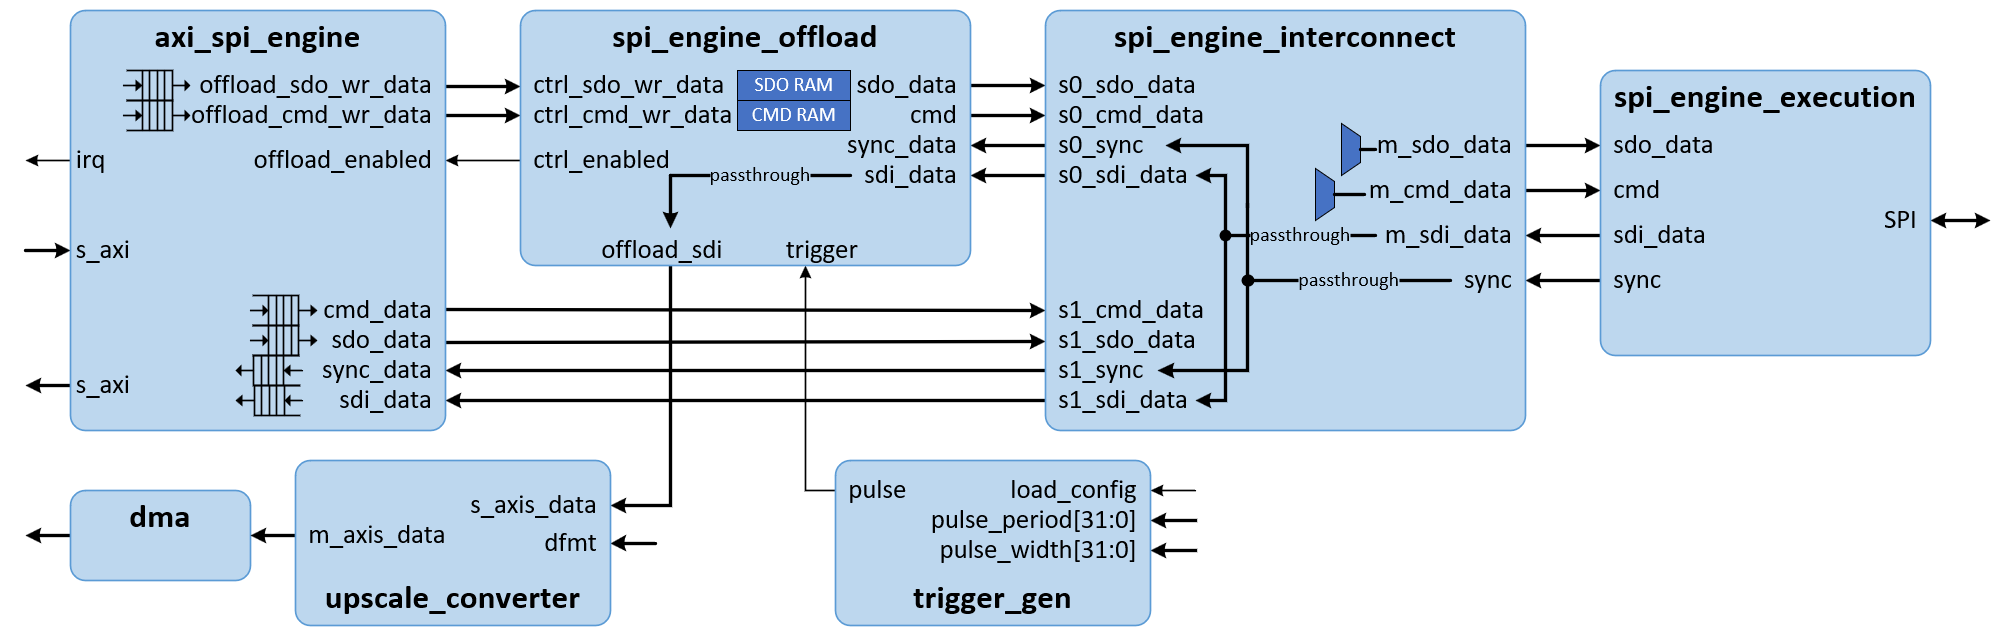 axi_spi_engine
offload_sdo_wr_data
offload_cmd_wr_data
irq
offload_enabled
s_axi
cmd_data
sdo_data
sync_data
s_axi
sdi_data
spi_engine_offload
ctrl_sdo_wr_data
SDO RAM
sdo_data
ctrl_cmd_wr_data
CMD RAM
cmd
sync_data
ctrl_enabled
passthrough
sdi_data
offload_sdi
trigger
spi_engine_interconnect
s0_sdo_data
s0_cmd_data
s0_sync
m_sdo_data
s0_sdi_data
m_cmd_data
passthrough
m_sdi_data
passthrough
sync
s1_cmd_data
s1_sdo_data
s1_sync
s1_sdi_data
spi_engine_execution
sdo_data
cmd
SPI
sdi_data
sync
dma
s_axis_data
m_axis_data
dfmt
upscale_converter
pulse
load_config
pulse_period[31:0]
pulse_width[31:0]
trigger_gen